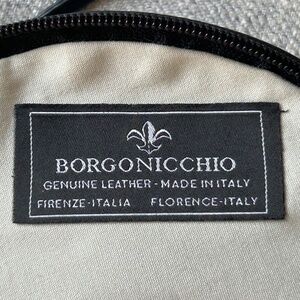 BORGONICCHIO
GENUINE LEATHER - MADE IN ITALY
FIRENZE-ITALIA FLORENCE-ITALY